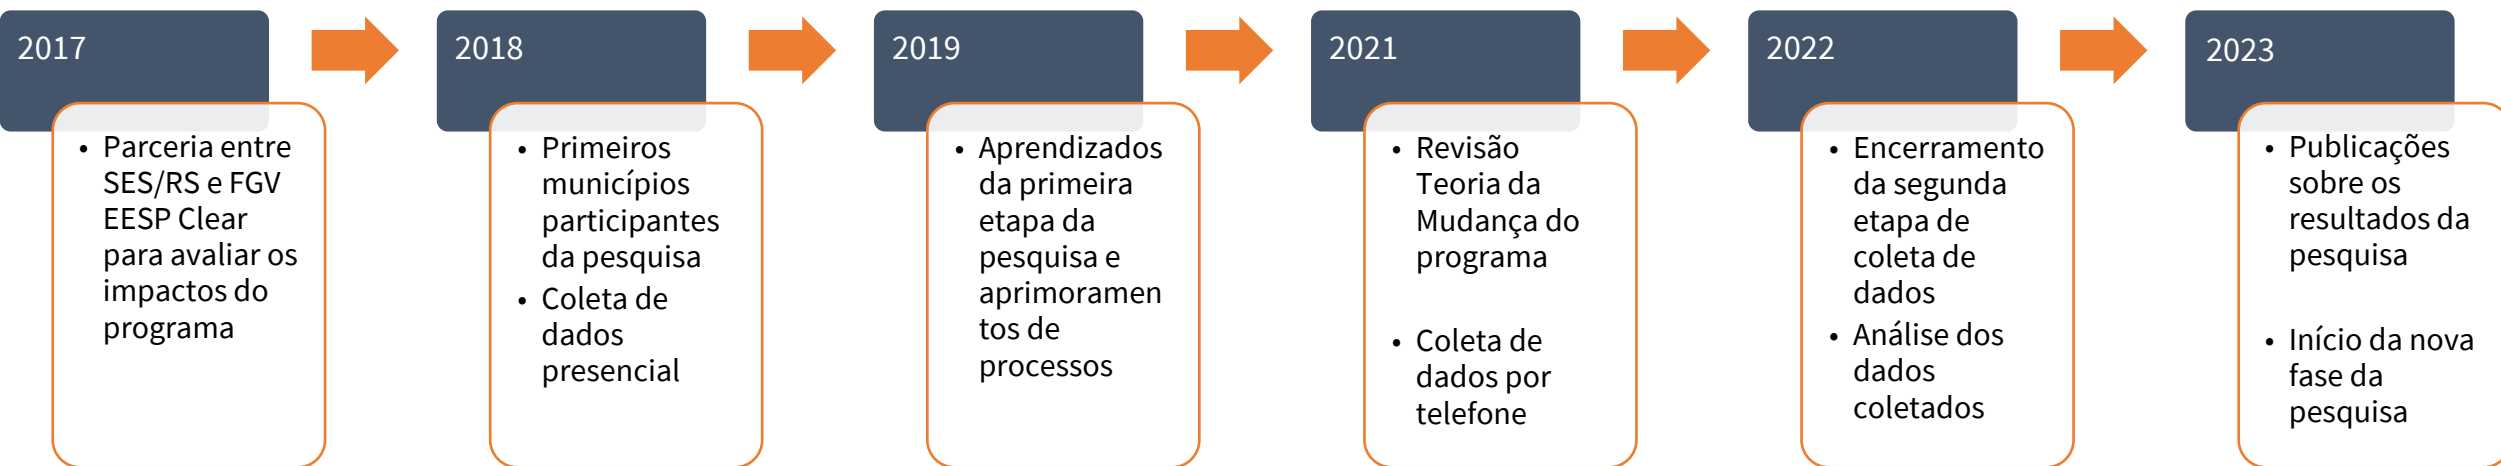 2017
• Parceria entre
SES/RS e FGV
EESP Clear
para avaliar os
impactos do
programa
2018
• Primeiros
municípios
participantes
da pesquisa
• Coleta de
dados
presencial
2019
• Aprendizados
da primeira
etapa da
pesquisa e
aprimoramen
tos de
processos
2021
• Revisão
Teoria da
Mudança do
programa
• Coleta de
dados por
telefone
2022
• Encerramento
da segunda
etapa de
coleta de
dados
• Análise dos
dados
coletados
2023
• Publicações
sobre os
resultados da
pesquisa
• Início da nova
fase da
pesquisa